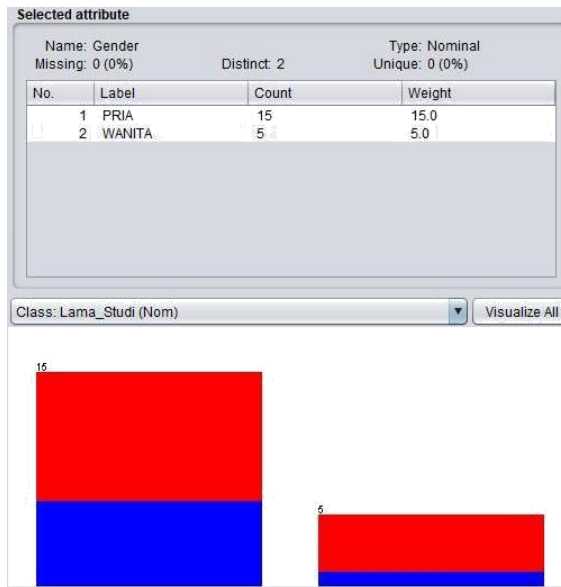 Selected attribute
Name: Gender Type: Nominal
Missing: 0 (0%) Distinct: 2 Unique: 0 (0%)
No. Label Count Weight
1 PRIA 15 15.0
2 WANITA 5 5.0
Class: Lama_Studi (Nom) Visualize All
15
5